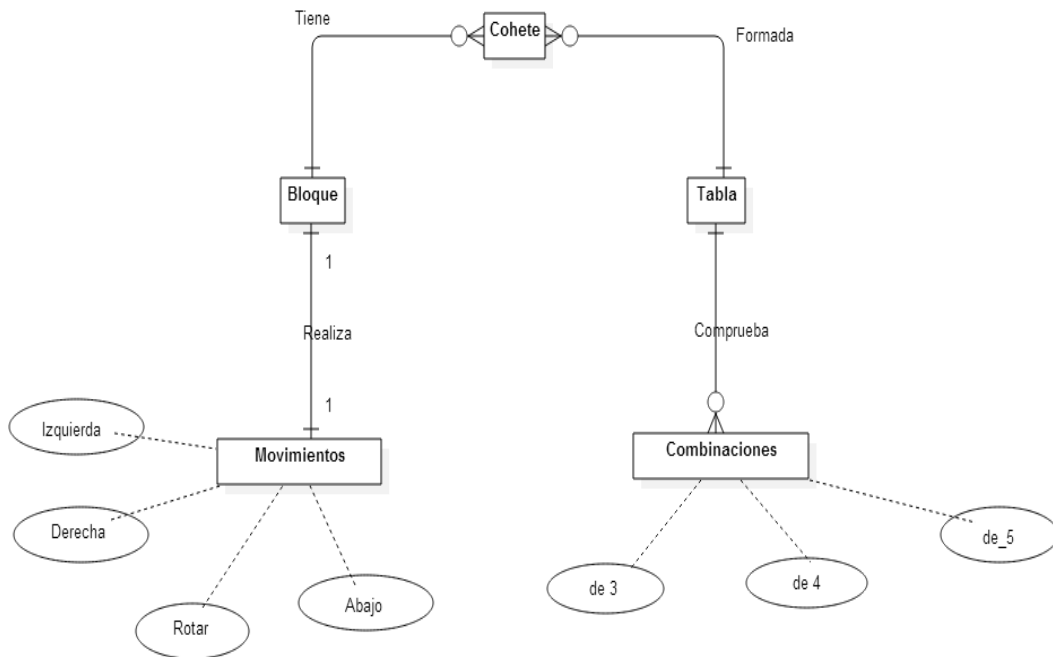 Tiene
Cohete
Formada
Bloque
Tabla
1
Realiza
Comprueba
1
Izquierda
Movimientos
Combinaciones
Derecha
de_5
de 3
de 4
Abajo
Rotar